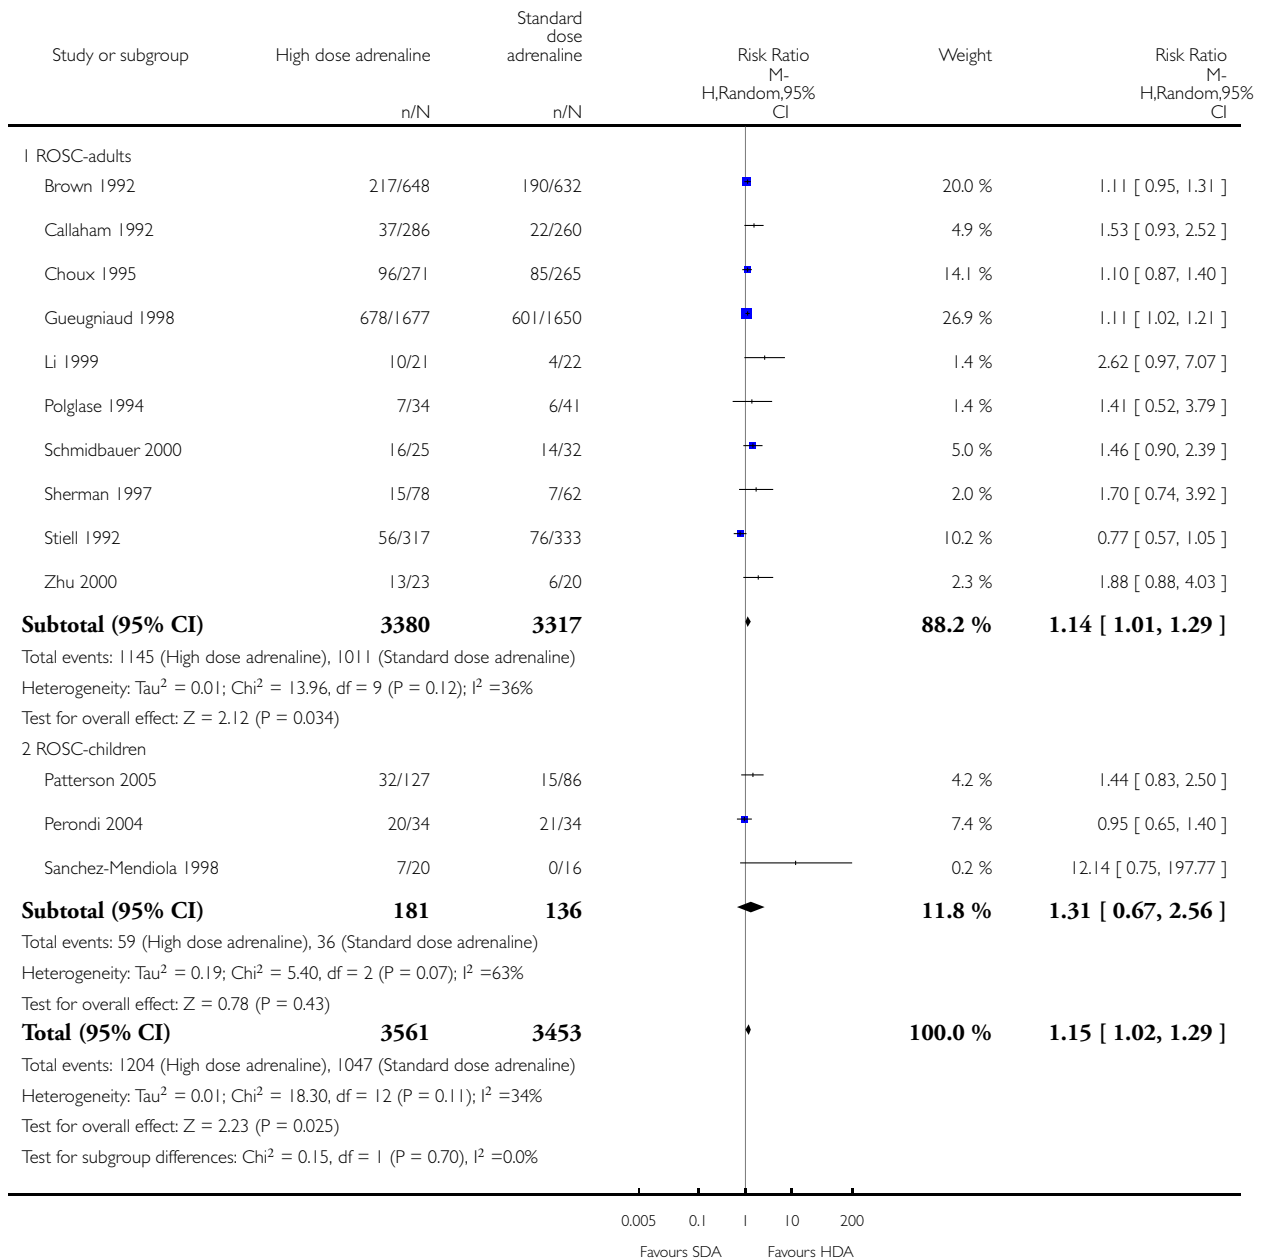 Study or subgroup High dose adrenaline Standard dose adrenaline Risk Ratio Weight Risk Ratio
n/N n/N M-H,Random,95% CI M-H,Random,95% CI
1 ROSC-adults
Brown 1992 217/648 190/632 20.0 % 1.11 [ 0.95, 1.31 ]
Callaham 1992 37/286 22/260 4.9 % 1.53 [ 0.93, 2.52 ]
Choux 1995 96/271 85/265 14.1 % 1.10 [ 0.87, 1.40 ]
Gueugniaud 1998 678/1677 601/1650 26.9 % 1.11 [ 1.02, 1.21 ]
Li 1999 10/21 4/22 1.4 % 2.62 [ 0.97, 7.07 ]
Polglase 1994 7/34 6/41 1.4 % 1.41 [ 0.52, 3.79 ]
Schmidbauer 2000 16/25 14/32 5.0 % 1.46 [ 0.90, 2.39 ]
Sherman 1997 15/78 7/62 2.0 % 1.70 [ 0.74, 3.92 ]
Stiell 1992 56/317 76/333 10.2 % 0.77 [ 0.57, 1.05 ]
Zhu 2000 13/23 6/20 2.3 % 1.88 [ 0.88, 4.03 ]
Subtotal (95% CI) 3380 3317 88.2 % 1.14 [ 1.01, 1.29 ]
Total events: 1145 (High dose adrenaline), 1011 (Standard dose adrenaline)
Heterogeneity: Tau² = 0.01; Chi² = 13.96, df = 9 (P = 0.12); I² =36%
Test for overall effect: Z = 2.12 (P = 0.034)
2 ROSC-children
Patterson 2005 32/127 15/86 4.2 % 1.44 [ 0.83, 2.50 ]
Perondi 2004 20/34 21/34 7.4 % 0.95 [ 0.65, 1.40 ]
Sanchez-Mendiola 1998 7/20 0/16 0.2 % 12.14 [ 0.75, 197.77 ]
Subtotal (95% CI) 181 136 11.8 % 1.31 [ 0.67, 2.56 ]
Total events: 59 (High dose adrenaline), 36 (Standard dose adrenaline)
Heterogeneity: Tau² = 0.19; Chi² = 5.40, df = 2 (P = 0.07); I² =63%
Test for overall effect: Z = 0.78 (P = 0.43)
Total (95% CI) 3561 3453 100.0 % 1.15 [ 1.02, 1.29 ]
Total events: 1204 (High dose adrenaline), 1047 (Standard dose adrenaline)
Heterogeneity: Tau² = 0.01; Chi² = 18.30, df = 12 (P = 0.11); I² =34%
Test for overall effect: Z = 2.23 (P = 0.025)
Test for subgroup differences: Chi² = 0.15, df = 1 (P = 0.70), I² =0.0%
0.005 0.1 1 10 200
Favours SDA Favours HDA